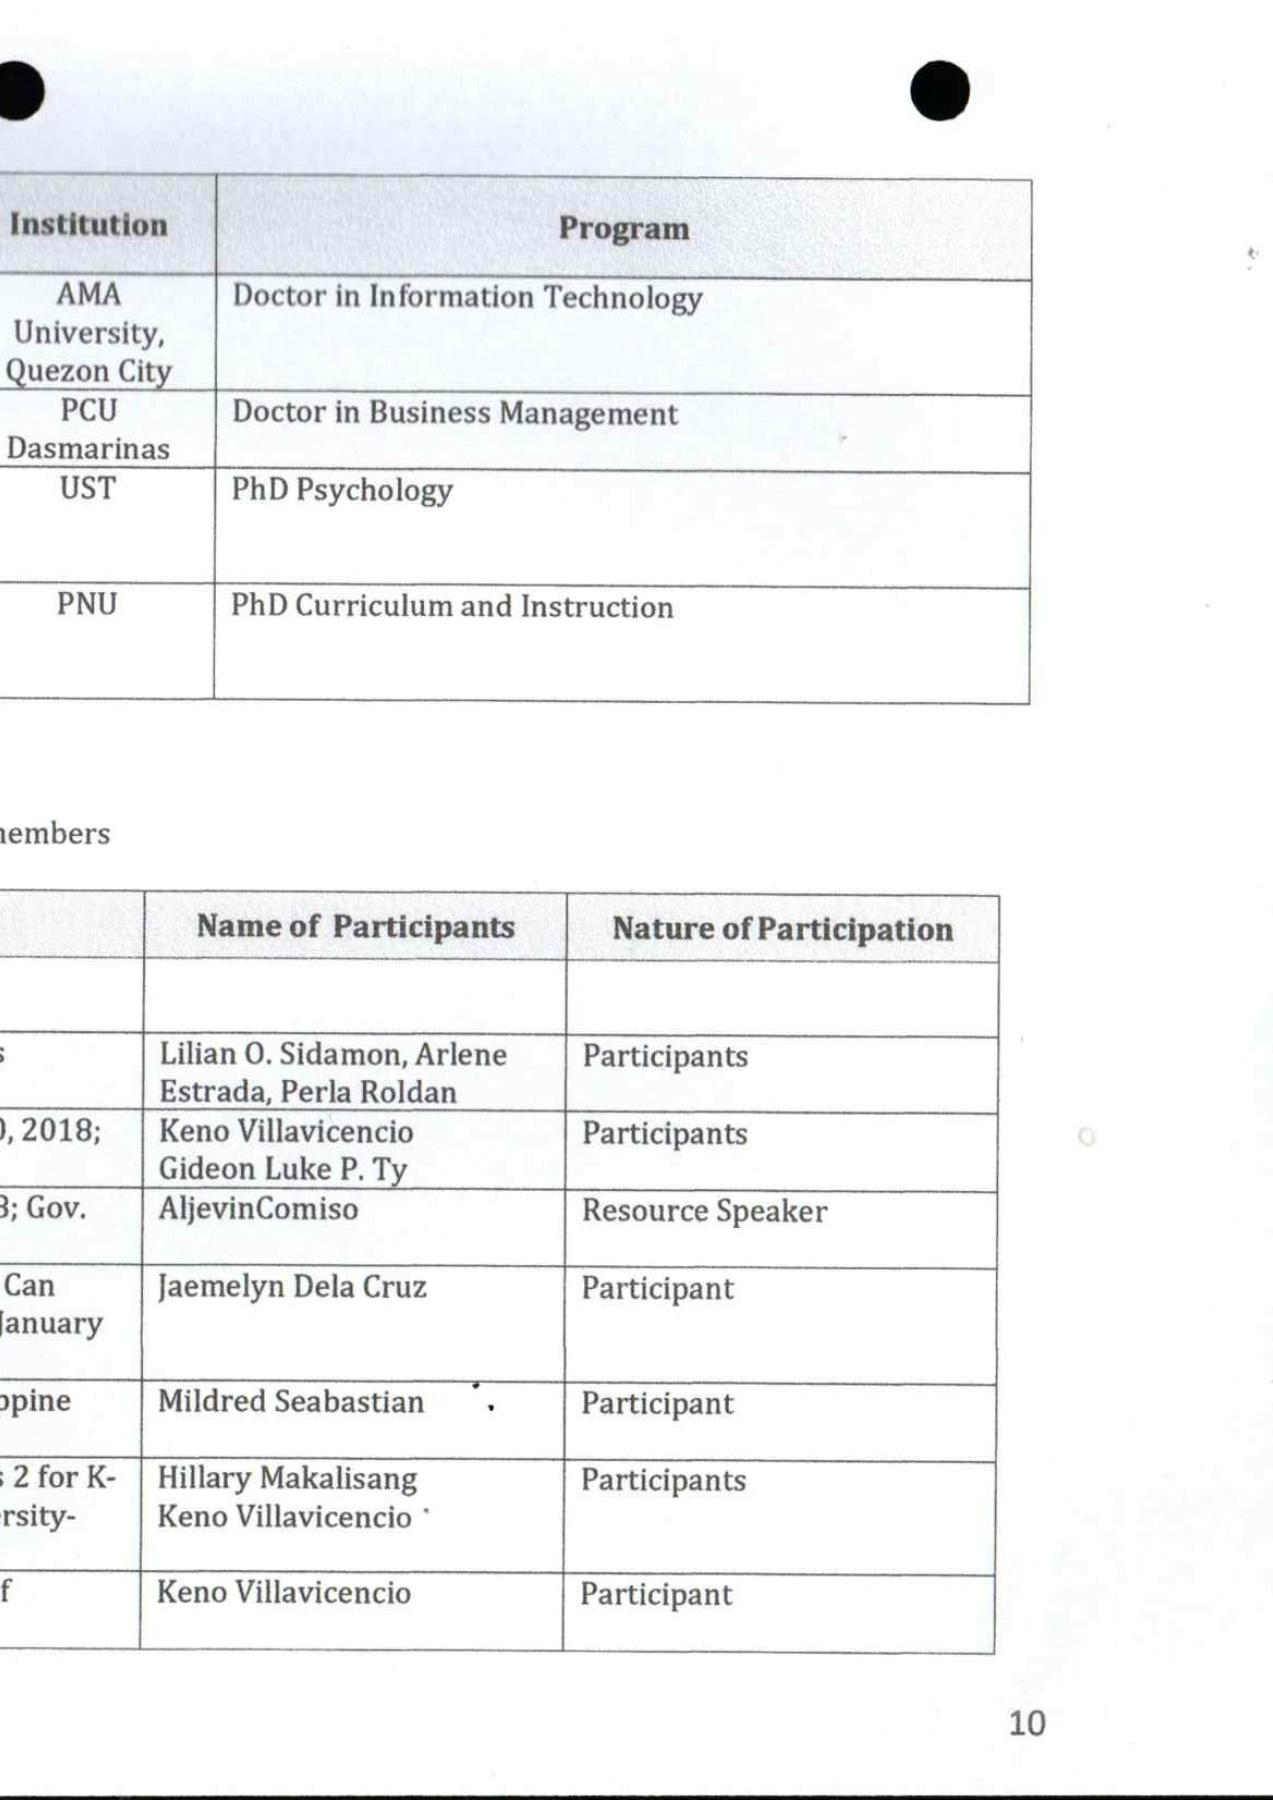 Institution Program
AMA Doctor in Information Technology
University,
Quezon City
PCU Doctor in Business Management
Dasmarinas
UST PhD Psychology
PNU PhD Curriculum and Instruction
nembers
Name of Participants Nature of Participation
s Lilian O. Sidamon, Arlene Participants
Estrada, Perla Roldan
0, 2018; Keno Villavicencio Participants
Gideon Luke P. Ty
8; Gov. AljevinComiso Resource Speaker
Can Jaemelyn Dela Cruz Participant
January
ppine Mildred Seabastian Participant
s 2 for K- Hillary Makalisang Participants
ersity- Keno Villavicencio
f Keno Villavicencio Participant
10